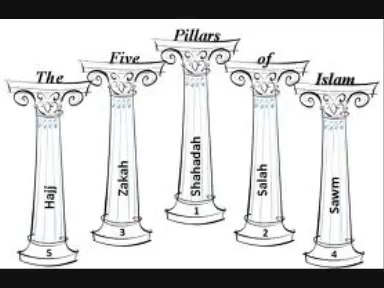 The Five Pillars of Islam
Hajj
Zakah
Shahadah
Salah
Sawm
5
3
1
2
4